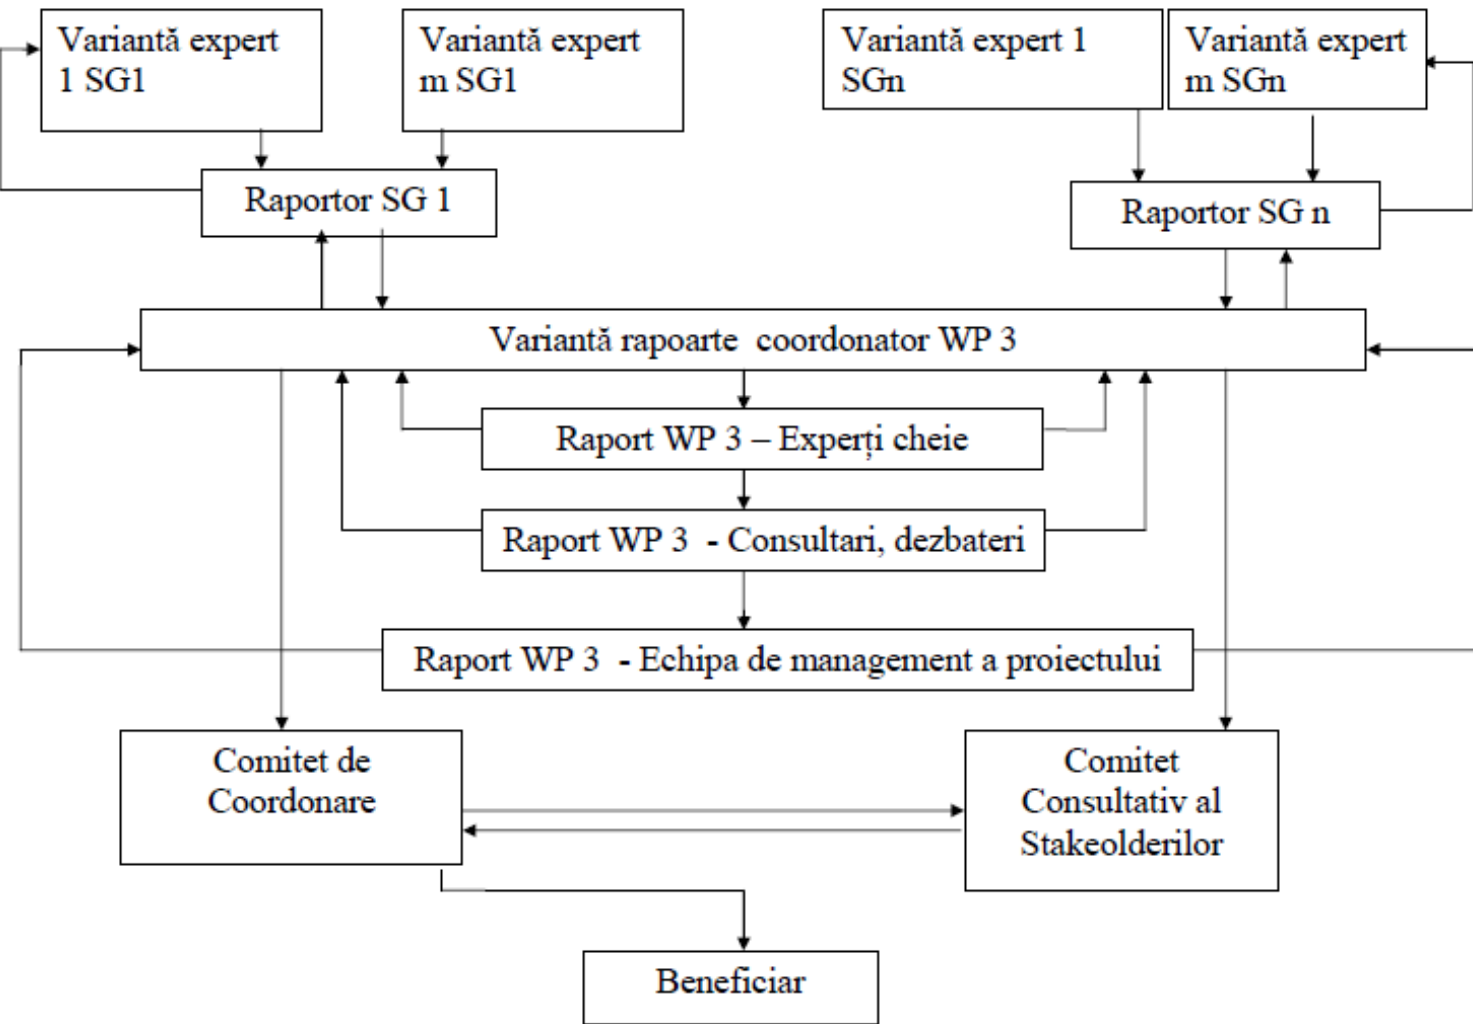 Variantă expert
1 SG1
Variantă expert
m SG1
Variantă expert 1
SGn
Variantă expert
m SGn
Raportor SG 1
Raportor SG n
Variantă rapoarte  coordonator WP 3
Raport WP 3 – Experți cheie
Raport WP 3  - Consultari, dezbateri
Raport WP 3  - Echipa de management a proiectului
Comitet de
Coordonare
Comitet
Consultativ al
Stakeolderilor
Beneficiar